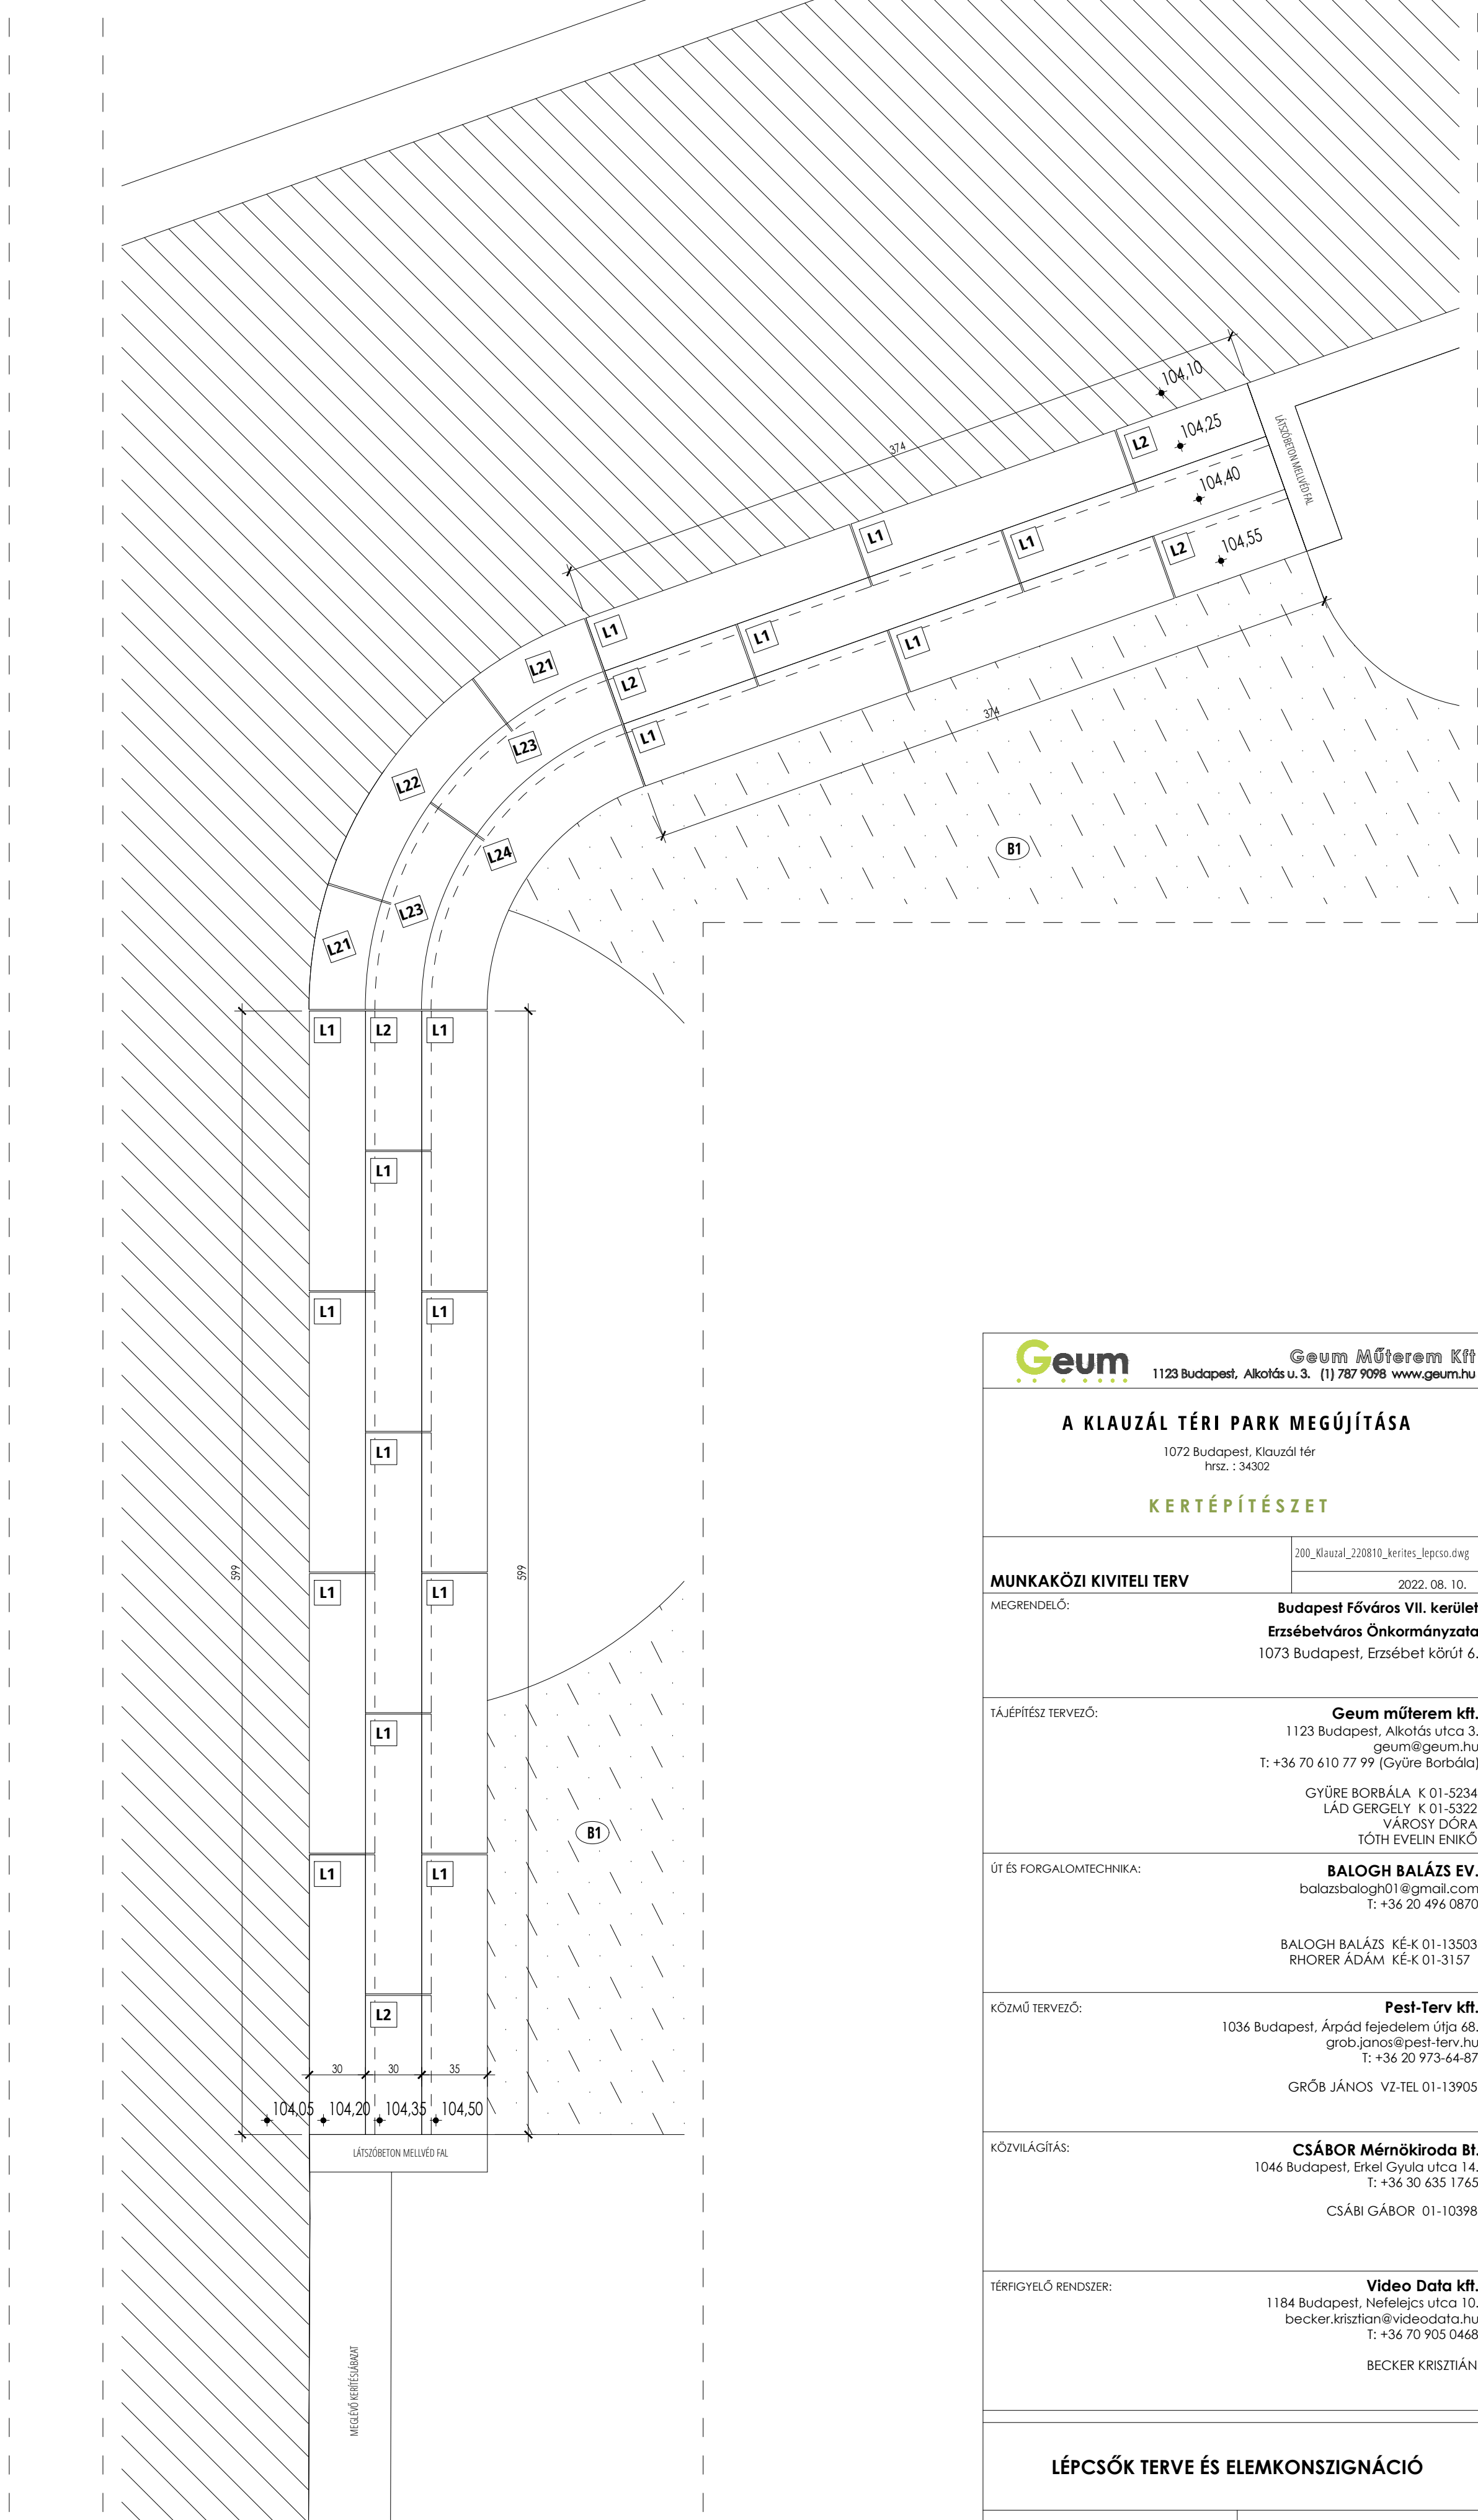 104,10
104,25
104,40
104,55
374
374
LÁTSZÓBETON MELLVÉD FAL
L2
L1
L1
L2
L1
L1
L1
L21
L2
L1
L23
L22
L24
B1
L23
L21
L1
L2
L1
L1
L1
L1
L1
599
599
L1
L1
L1
B1
L1
L1
L2
30
30
35
104,05
104,20
104,35
104,50
LÁTSZÓBETON MELLVÉD FAL
MEGLÉVŐ KERÍTÉSLÁBAZAT
Geum
Geum Műterem Kft
1123 Budapest, Alkotás u. 3. (1) 787 9098 www.geum.hu
A KLAUZÁL TÉRI PARK MEGÚJÍTÁSA
1072 Budapest, Klauzál tér
hrsz. : 34302
KERTÉPÍTÉSZET
200_Klauzal_220810_kerites_lepcso.dwg
MUNKAKÖZI KIVITELI TERV
2022. 08. 10.
MEGRENDELŐ:
Budapest Főváros VII. kerület
Erzsébetváros Önkormányzata
1073 Budapest, Erzsébet körút 6.
TÁJÉPÍTÉSZ TERVEZŐ:
Geum műterem kft.
1123 Budapest, Alkotás utca 3.
geum@geum.hu
T: +36 70 610 77 99 (Gyüre Borbála)
GYÜRE BORBÁLA K 01-5234
LÁD GERGELY K 01-5322
VÁROSY DÓRA
TÓTH EVELIN ENIKŐ
ÚT ÉS FORGALOMTECHNIKA:
BALOGH BALÁZS EV.
balazsbalogh01@gmail.com
T: +36 20 496 0870
BALOGH BALÁZS KÉ-K 01-13503
RHORER ÁDÁM KÉ-K 01-3157
KÖZMŰ TERVEZŐ:
Pest-Terv kft.
1036 Budapest, Árpád fejedelem útja 68.
grob.janos@pest-terv.hu
T: +36 20 973-64-87
GRŐB JÁNOS VZ-TEL 01-13905
KÖZVILÁGÍTÁS:
CSÁBOR Mérnökiroda Bt.
1046 Budapest, Erkel Gyula utca 14.
T: +36 30 635 1765
CSÁBI GÁBOR 01-10398
TÉRFIGYELŐ RENDSZER:
Video Data kft.
1184 Budapest, Nefelejcs utca 10.
becker.krisztian@videodata.hu
T: +36 70 905 0468
BECKER KRISZTIÁN
LÉPCSŐK TERVE ÉS ELEMKONSZIGNÁCIÓ